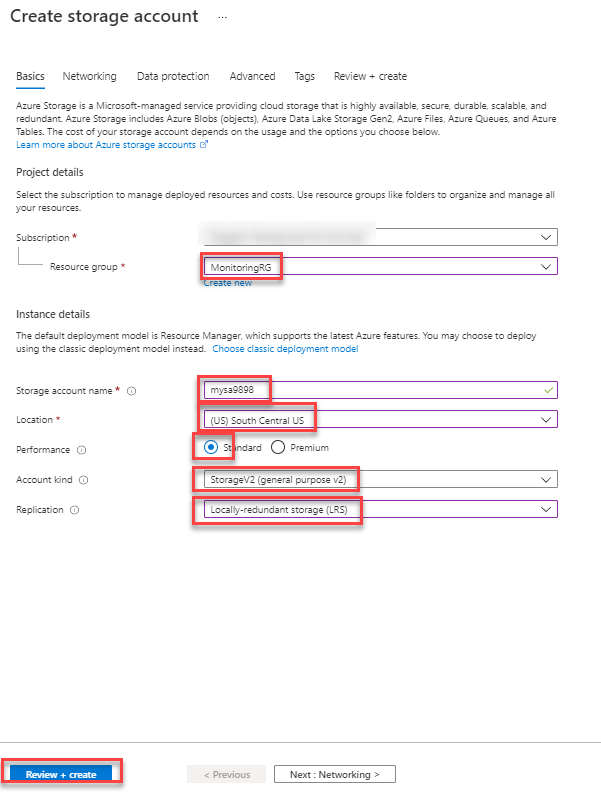 Create storage account ...
Basics Networking Data protection Advanced Tags Review + create
Azure Storage is a Microsoft-managed service providing cloud storage that is highly available, secure, durable, scalable, and
redundant. Azure Storage includes Azure Blobs (objects), Azure Data Lake Storage Gen2, Azure Files, Azure Queues, and Azure
Tables. The cost of your storage account depends on the usage and the options you choose below.
Learn more about Azure storage accounts
Project details
Select the subscription to manage deployed resources and costs. Use resource groups like folders to organize and manage all
your resources.
Subscription *
Resource group * MonitoringRG
Create new
Instance details
The default deployment model is Resource Manager, which supports the latest Azure features. You may choose to deploy
using the classic deployment model instead. Choose classic deployment model
Storage account name * mysa9898
Location * (US) South Central US
Performance Standard Premium
Account kind StorageV2 (general purpose v2)
Replication Locally-redundant storage (LRS)
Review + create < Previous Next : Networking >